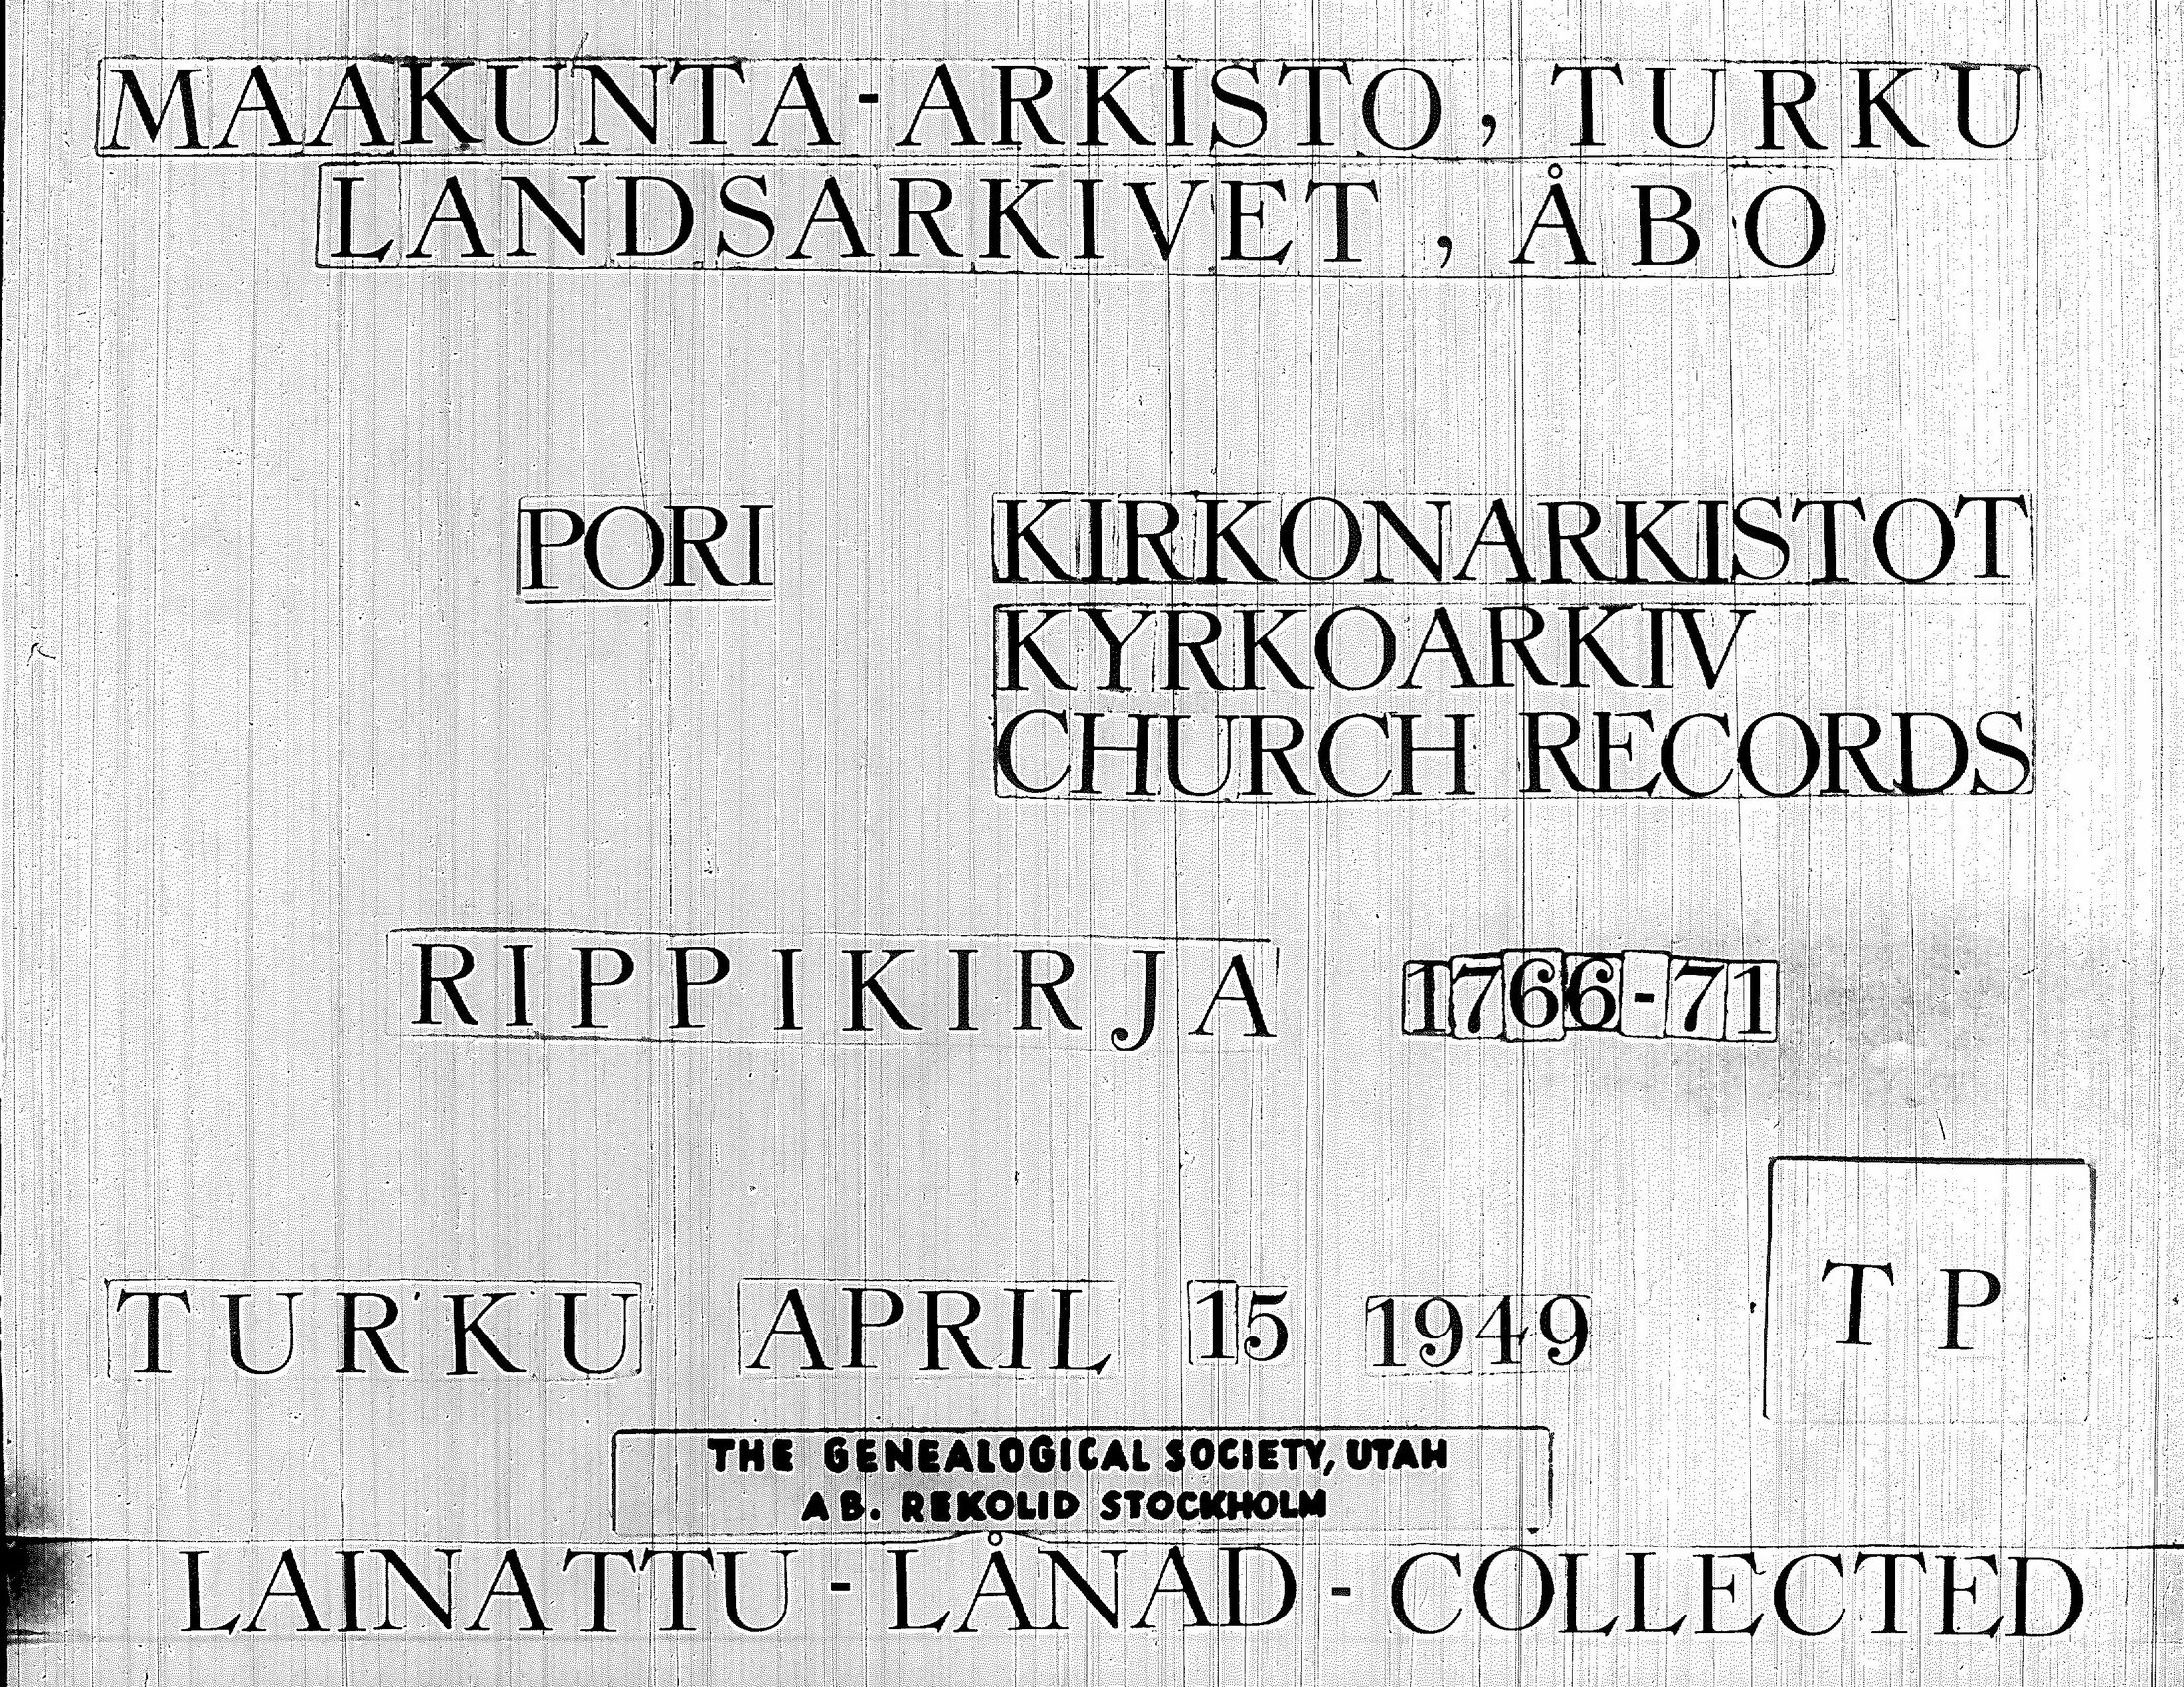 MAAKUNTA-ARKISTO, TURKU
LANDSARKIVET, ÅBO
PORI KIRKONARKISTOT
KYRKOARKIV
CHURCH RECORDS
RIPPIKIRJA 1766-71
TURKU APRIL 15 1949 TP
THE GENEALOGICAL SOCIETY, UTAH
AB. REKOLID STOCKHOLM
LAINATTU - LÅNAD - COLLECTED